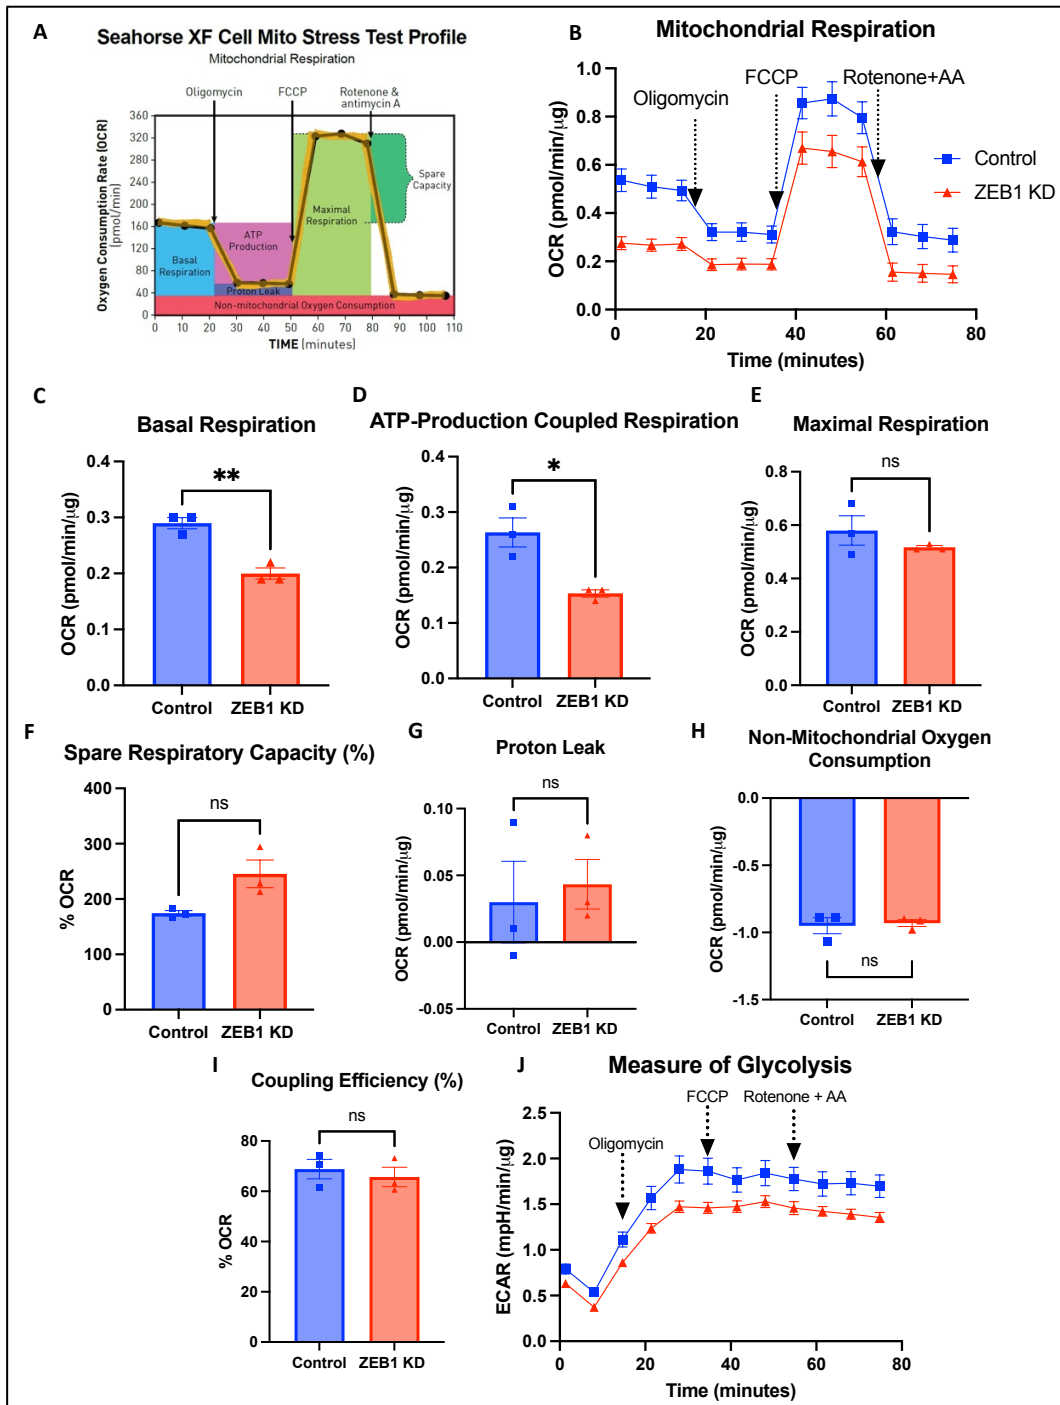 A
Seahorse XF Cell Mito Stress Test Profile
Mitochondrial Respiration
Oligomycin
FCCP
Rotenone &
antimycin A
Oxygen Consumption Rate (OCR)
(pmol/min)
360
320
280
240
200
160
120
80
40
0
Basal
Respiration
ATP
Production
Proton Leak
Maximal
Respiration
Spare
Capacity
Non-mitochondrial Oxygen Consumption
0 10 20 30 40 50 60 70 80 90 100 110
TIME (minutes)
B
Mitochondrial Respiration
OCR (pmol/min/μg)
1.0
0.8
0.6
0.4
0.2
0.0
Oligomycin
FCCP
Rotenone+AA
Control
ZEB1 KD
0 20 40 60 80
Time (minutes)
C
Basal Respiration
OCR (pmol/min/μg)
0.4
0.3
0.2
0.1
0.0
**
Control ZEB1 KD
D
ATP-Production Coupled Respiration
OCR (pmol/min/μg)
0.4
0.3
0.2
0.1
0.0
*
Control ZEB1 KD
E
Maximal Respiration
OCR (pmol/min/μg)
0.8
0.6
0.4
0.2
0.0
ns
Control ZEB1 KD
F
Spare Respiratory Capacity (%)
% OCR
400
300
200
100
0
ns
Control ZEB1 KD
G
Proton Leak
OCR (pmol/min/μg)
0.10
0.05
0.00
-0.05
ns
Control ZEB1 KD
H
Non-Mitochondrial Oxygen
Consumption
OCR (pmol/min/μg)
0.0
-0.5
-1.0
-1.5
ns
Control ZEB1 KD
I
Coupling Efficiency (%)
% OCR
80
60
40
20
0
ns
Control ZEB1 KD
J
Measure of Glycolysis
ECAR (mpH/min/μg)
2.5
2.0
1.5
1.0
0.5
0.0
Oligomycin
FCCP
Rotenone + AA
0 20 40 60 80
Time (minutes)